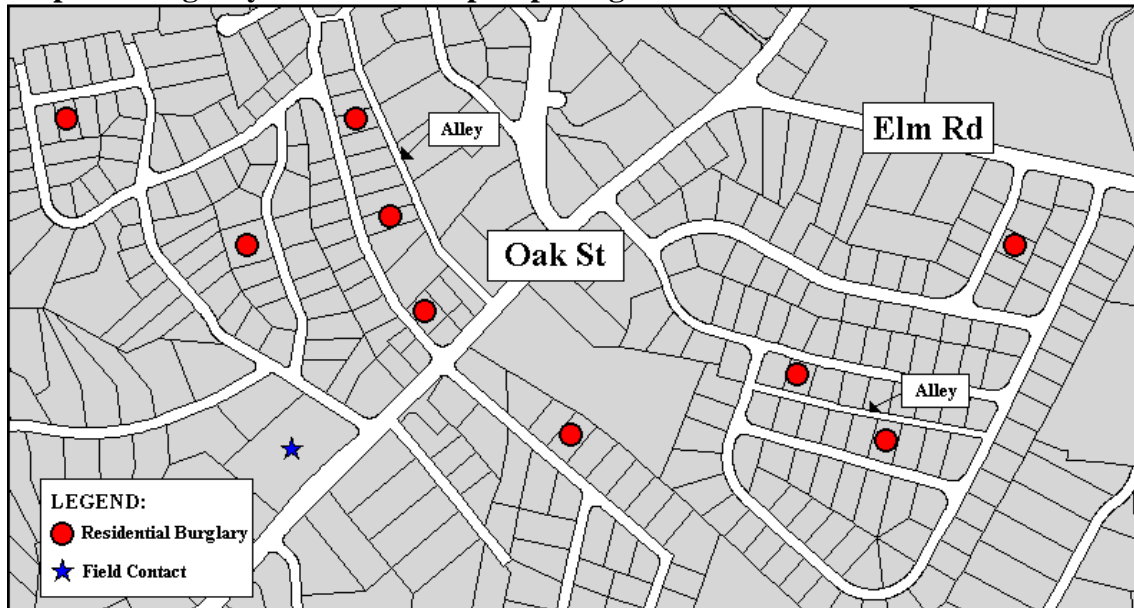 Alley
Elm Rd
Oak St
Alley
LEGEND:
Residential Burglary
Field Contact